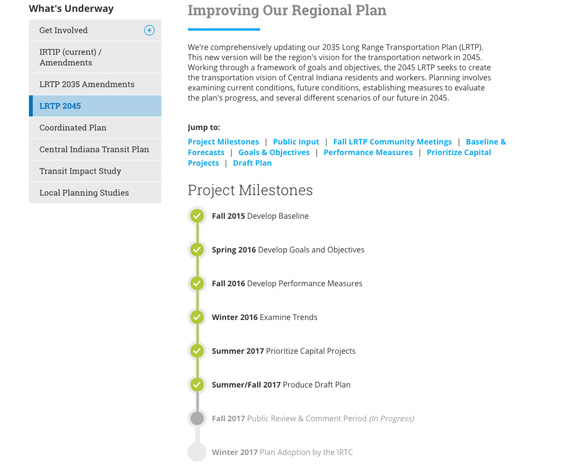 What's Underway
Get Involved
IRTIP (current) /
Amendments
LRTP 2035 Amendments
LRTP 2045
Coordinated Plan
Central Indiana Transit Plan
Transit Impact Study
Local Planning Studies
Improving Our Regional Plan
We're comprehensively updating our 2035 Long Range Transportation Plan (LRTP).
This new version will be the region's vision for the transportation network in 2045.
Working through a framework of goals and objectives, the 2045 LRTP seeks to create
the transportation vision of Central Indiana residents and workers. Planning involves
examining current conditions, future conditions, establishing measures to evaluate
the plan's progress, and several different scenarios of our future in 2045.
Jump to:
Project Milestones | Public Input | Fall LRTP Community Meetings | Baseline &
Forecasts | Goals & Objectives | Performance Measures | Prioritize Capital
Projects | Draft Plan
Project Milestones
Fall 2015 Develop Baseline
Spring 2016 Develop Goals and Objectives
Fall 2016 Develop Performance Measures
Winter 2016 Examine Trends
Summer 2017 Prioritize Capital Projects
Summer/Fall 2017 Produce Draft Plan
Fall 2017 Public Review & Comment Period (In Progress)
Winter 2017 Plan Adoption by the IRTC